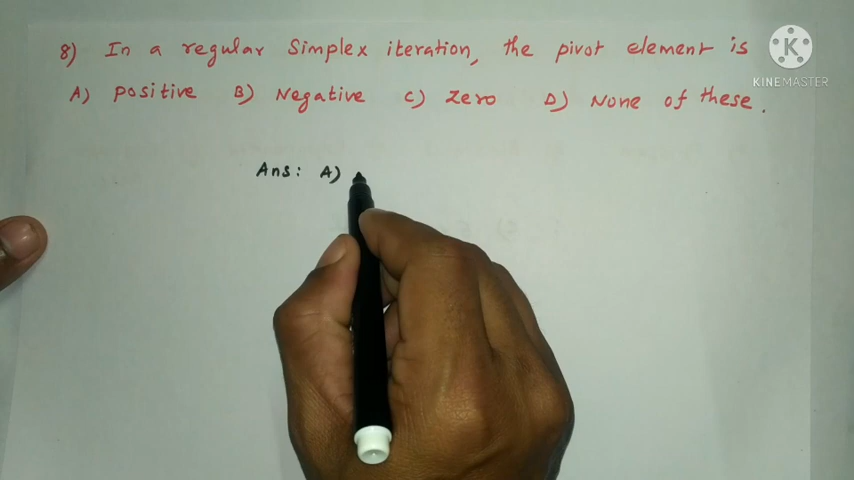 8) In a regular Simplex iteration, the pivot element is
A) positive B) Negative C) Zero D) None of these.
Ans: A)
KINEMASTER